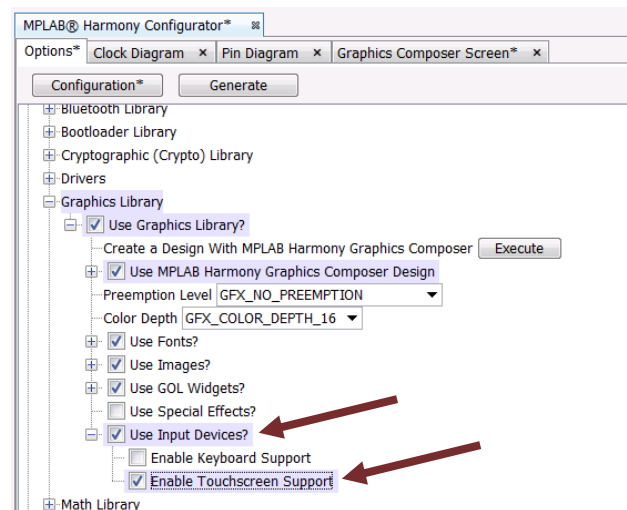 MPLAB® Harmony Configurator*
Options* Clock Diagram Pin Diagram Graphics Composer Screen*
Configuration* Generate
Bluetooth Library
Bootloader Library
Cryptographic (Crypto) Library
Drivers
Graphics Library
Use Graphics Library?
Create a Design With MPLAB Harmony Graphics Composer Execute
Use MPLAB Harmony Graphics Composer Design
Preemption Level GFX_NO_PREEMPTION
Color Depth GFX_COLOR_DEPTH_16
Use Fonts?
Use Images?
Use GOL Widgets?
Use Special Effects?
Use Input Devices?
Enable Keyboard Support
Enable Touchscreen Support
Math Library